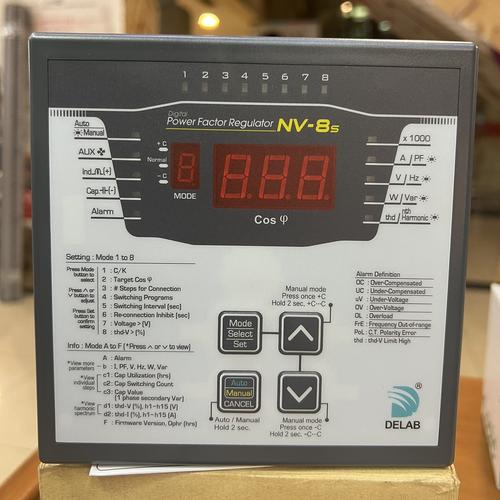 1 2 3 4 5 6 7 8
Digital
Power Factor Regulator NV-8s
Auto
Manual
AUX
Ind. (+)
Cap. (-)
Alarm
+ C
Normal
- C
8
MODE
8.8.8.
Cos φ
x 1000
A / PF
V / Hz
W / Var
thd / nth Harmonic
Setting : Mode 1 to 8
Press Mode
button to
select
Press ∧ or
∨ button to
adjust
Press Set
button to
confirm
setting
1 : C/K
2 : Target Cos φ
3 : # Steps for Connection
4 : Switching Programs
5 : Switching Interval (sec)
6 : Re-connection Inhibit (sec)
7 : Voltage > (V)
8 : thd-V > (%)
Info : Mode A to F (*Press ∧ or ∨ to view)
*View more
parameters
*View
individual
steps
*View
harmonic
spectrum
A : Alarm
b : I, PF, V, Hz, W, Var
c1 : Cap Utilization (hrs)
c2 : Cap Switching Count
c3 : Cap Value
(1 phase secondary Var)
d1 : thd-V (%), h1~h15 (V)
d2 : thd-I (%), h1~h15 (A)
F : Firmware Version, Ophr (hrs)
Manual mode
Press once +C
Hold 2 sec, +C···C
Mode
Select
Set
Auto
Manual
CANCEL
Auto / Manual
Hold 2 sec.
Manual mode
Press once -C
Hold 2 sec. -C···C
Alarm Definition
OC : Over-Compensated
UC : Under-Compensated
uV : Under-Voltage
OV : Over-Voltage
OL : Overload
FrE : Frequency Out-of-range
PoL : C.T. Polarity Error
thd : thd-V Limit High
®
DELAB